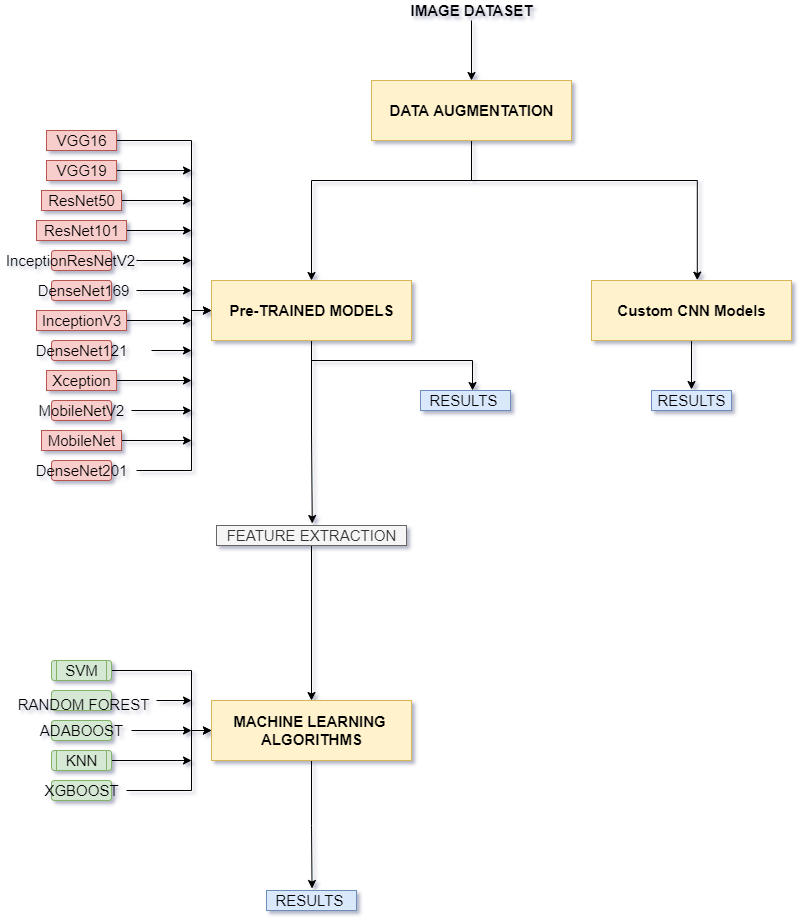 IMAGE DATASET
DATA AUGMENTATION
VGG16
VGG19
ResNet50
ResNet101
InceptionResNetV2
DenseNet169
InceptionV3
DenseNet121
Xception
MobileNetV2
MobileNet
DenseNet201
Pre-TRAINED MODELS
Custom CNN Models
RESULTS
RESULTS
FEATURE EXTRACTION
SVM
RANDOM FOREST
ADABOOST
KNN
XGBOOST
MACHINE LEARNING
ALGORITHMS
RESULTS